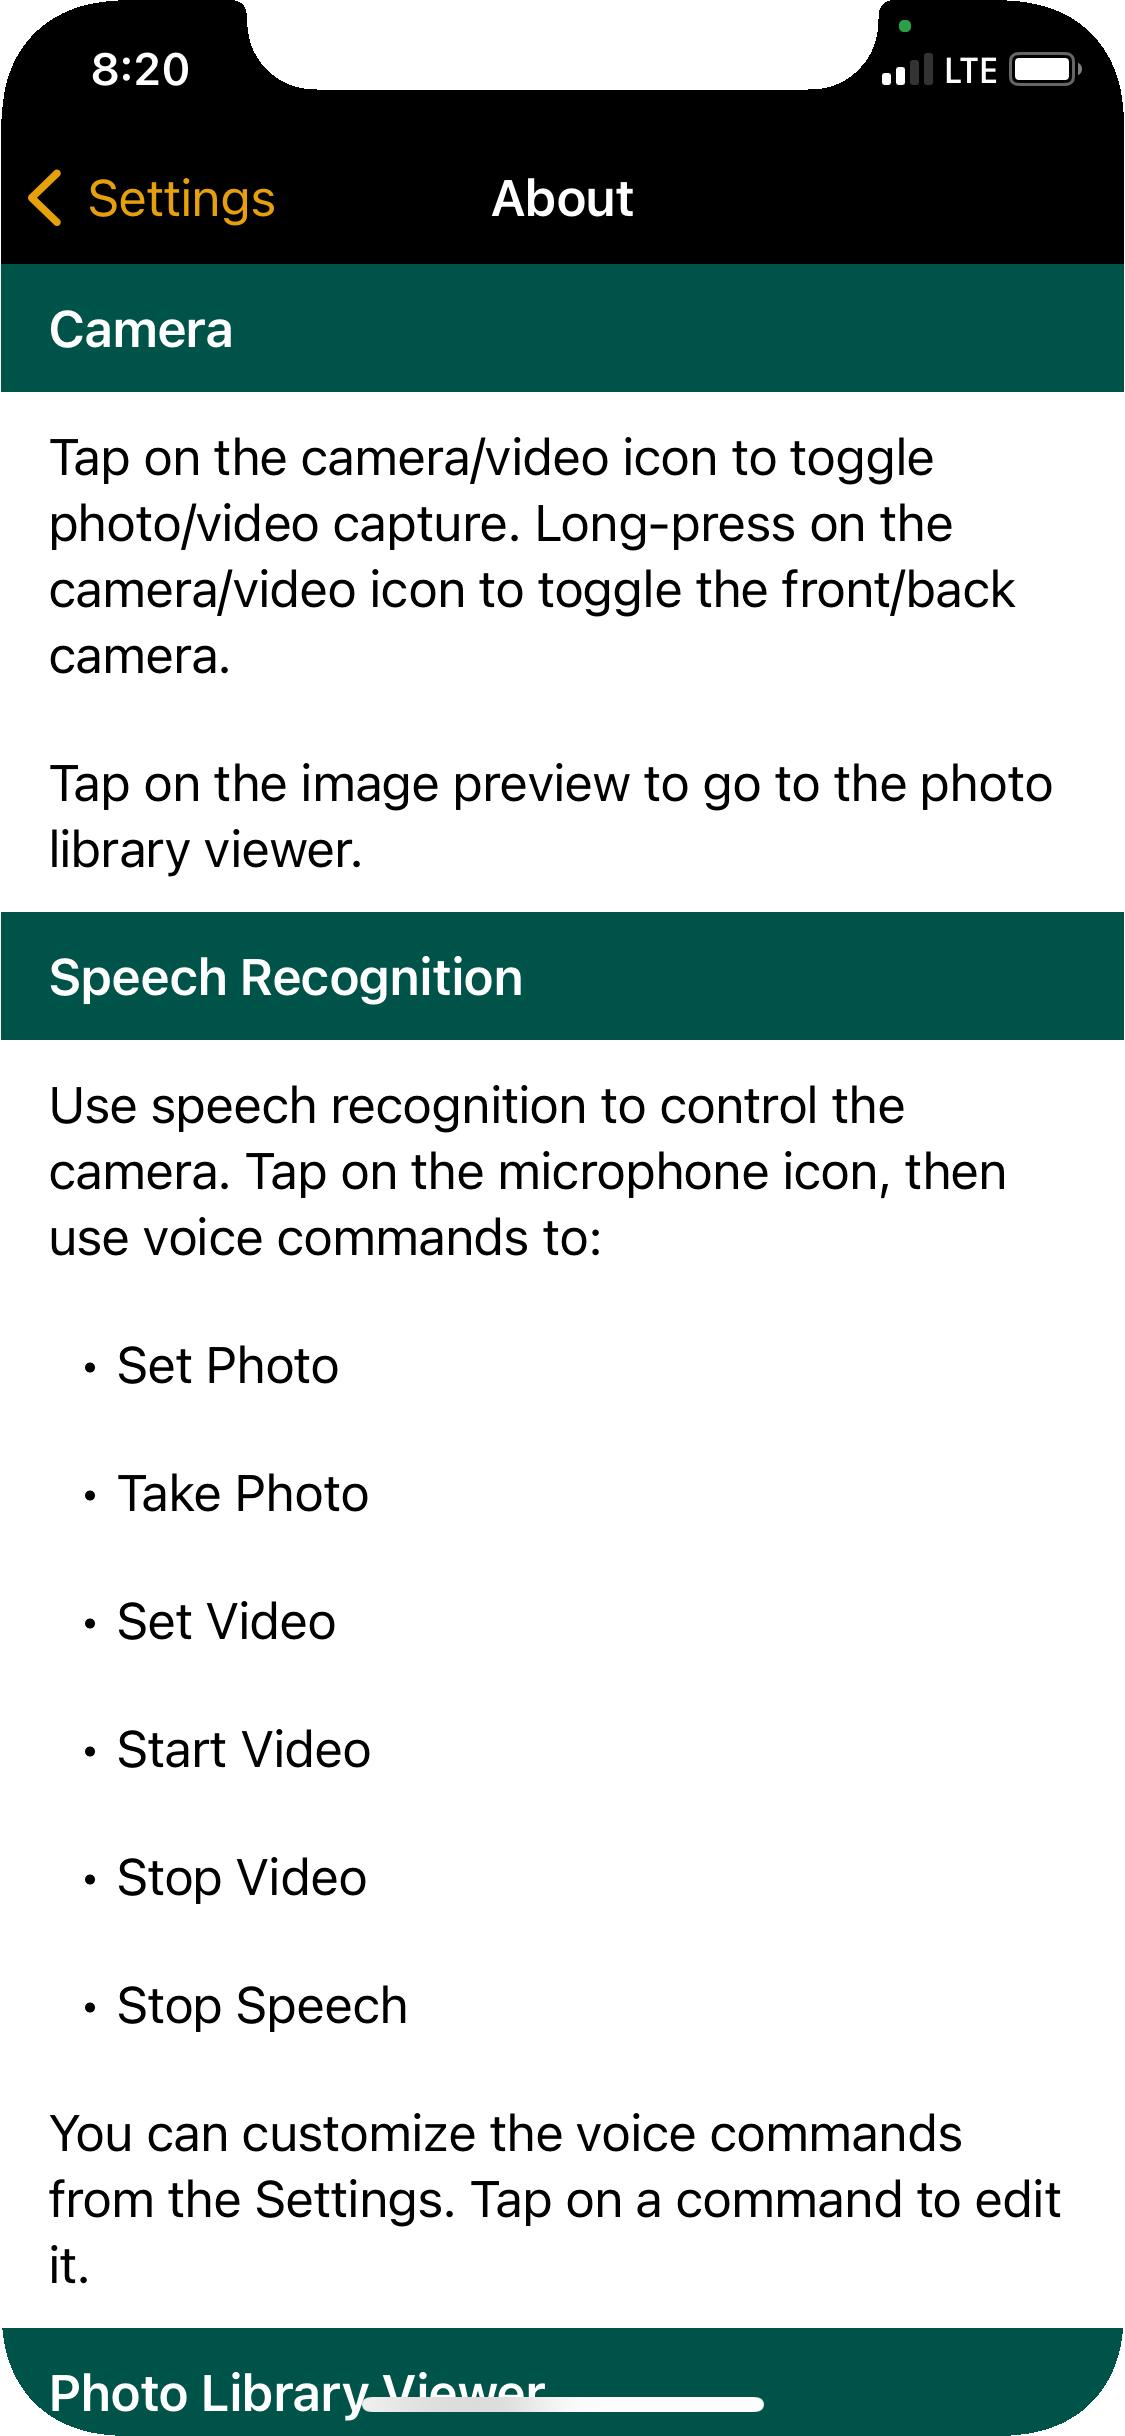 8:20
LTE
Settings
About
Camera
Tap on the camera/video icon to toggle
photo/video capture. Long-press on the
camera/video icon to toggle the front/back
camera.
Tap on the image preview to go to the photo
library viewer.
Speech Recognition
Use speech recognition to control the
camera. Tap on the microphone icon, then
use voice commands to:
• Set Photo
• Take Photo
• Set Video
• Start Video
• Stop Video
• Stop Speech
You can customize the voice commands
from the Settings. Tap on a command to edit
it.
Photo Library Viewer